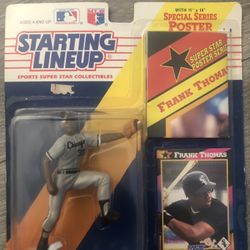 AGES 4 AND UP
STARTING
LINEUP
SPORTS SUPER STAR COLLECTIBLES
WITH 11" x 14"
SPECIAL SERIES
POSTER
SUPER STAR
POSTER SERIES
FRANK THOMAS
Chicago
FRANK THOMAS